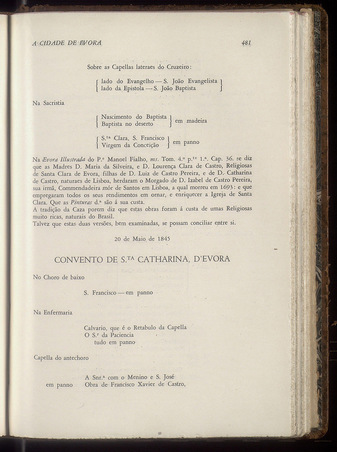 A CIDADE DE EVORA 481
Sobre as Capellas lateraes do Cruzeiro:
lado do Evangelho — S. João Evangelista
lado da Epistola — S. João Baptista
Na Sacristia
Nascimento do Baptista
Baptista no deserto
em madeira
S.ta Clara, S. Francisco
Virgem da Conceição
em panno
Na Evora Illustrada do P.e Manoel Fialho, ms. Tom. 4.º p.te 1.ª Cap. 36. se diz
que as Madres D. Maria da Silveira, e D. Lourença Clara de Castro, Religiosas
de Santa Clara de Evora, filhas de D. Luiz de Castro Pereira, e de D. Catharina
de Castro, naturaes de Lisboa, herdaram o Morgado de D. Izabel de Castro Pereira,
sua irmã, Commendadeira mór de Santos em Lisboa, a qual morreu em 1693: e que
empregaram todos os seus rendimentos em ornar, e enriquecer a Igreja de Santa
Clara. Que as Pinturas d.ª são á sua custa.
A tradição da Caza porem diz que estas obras foram á custa de umas Religiosas
muito ricas, naturais do Brasil.
Talvez que estas duas versões, bem examinadas, se possam conciliar entre si.
20 de Maio de 1845
CONVENTO DE S.TA CATHARINA, D'EVORA
No Choro de baixo
S. Francisco — em panno
Na Enfermaria
Calvario, que é o Retabulo da Capella
O S.r da Paciencia
tudo em panno
Capella do antechoro
A Snr.ª com o Menino e S. José
em panno Obra de Francisco Xavier de Castro,